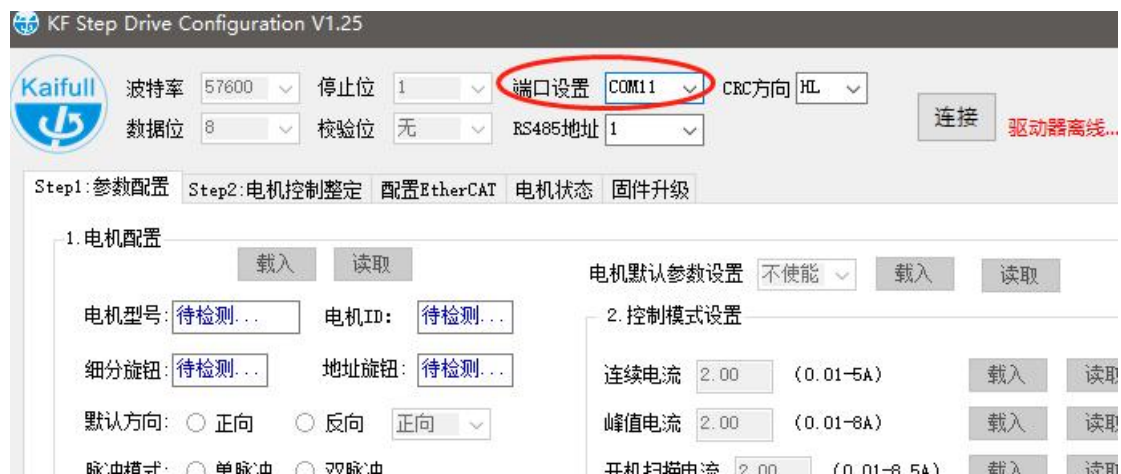 KF Step Drive Configuration V1.25
Kaifull
波特率 57600 停止位 1 端口设置 COM11 CRC方向 HL
数据位 8 校验位 无 RS485地址 1
连接 驱动器离线...
Step1:参数配置 Step2:电机控制整定 配置EtherCAT 电机状态 固件升级
1.电机配置
载入 读取
电机默认参数设置 不使能 载入 读取
电机型号: 待检测... 电机ID: 待检测...
2.控制模式设置
细分旋钮: 待检测... 地址旋钮: 待检测...
连续电流 2.00 (0.01-5A) 载入 读取
默认方向: 正向 反向 正向
峰值电流 2.00 (0.01-8A) 载入 读取
脉冲模式: 单脉冲 双脉冲
开机扫描电流 2.00 (0.01-8.5A) 载入 读取